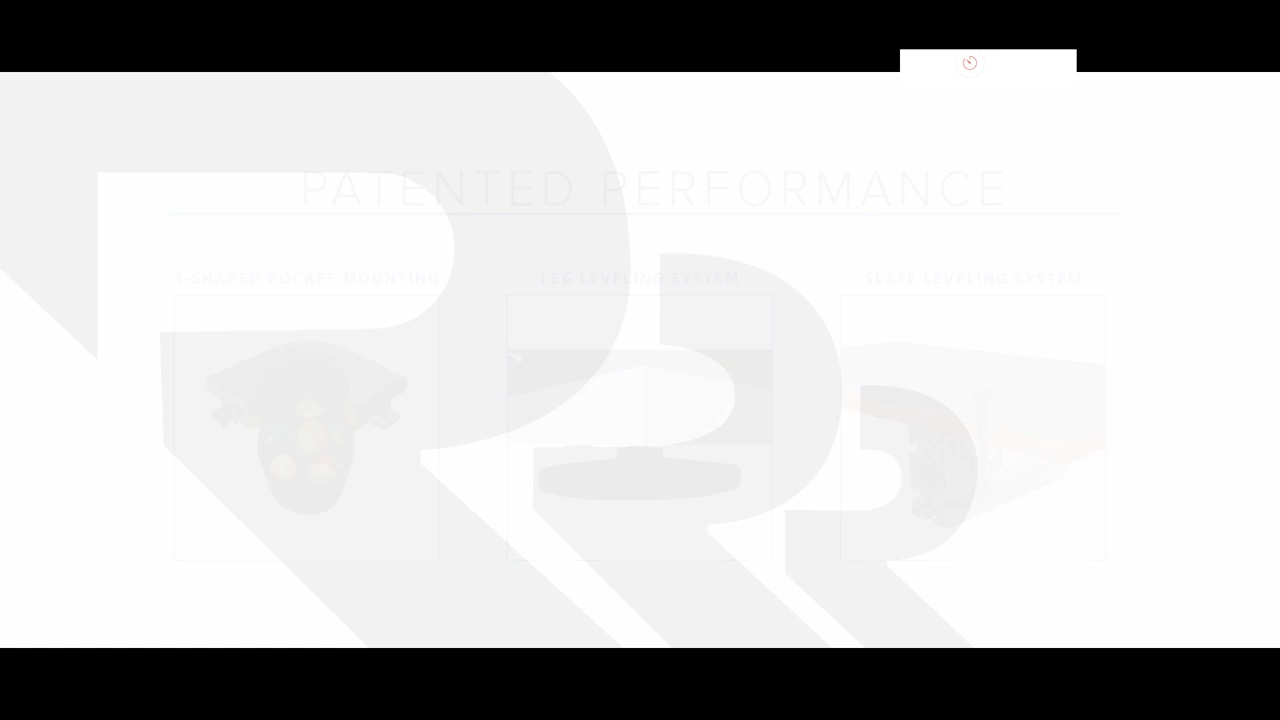 PATENTED PERFORMANCE
T-SHAPED POCKET MOUNTING
LEG LEVELING SYSTEM
SLATE LEVELING SYSTEM